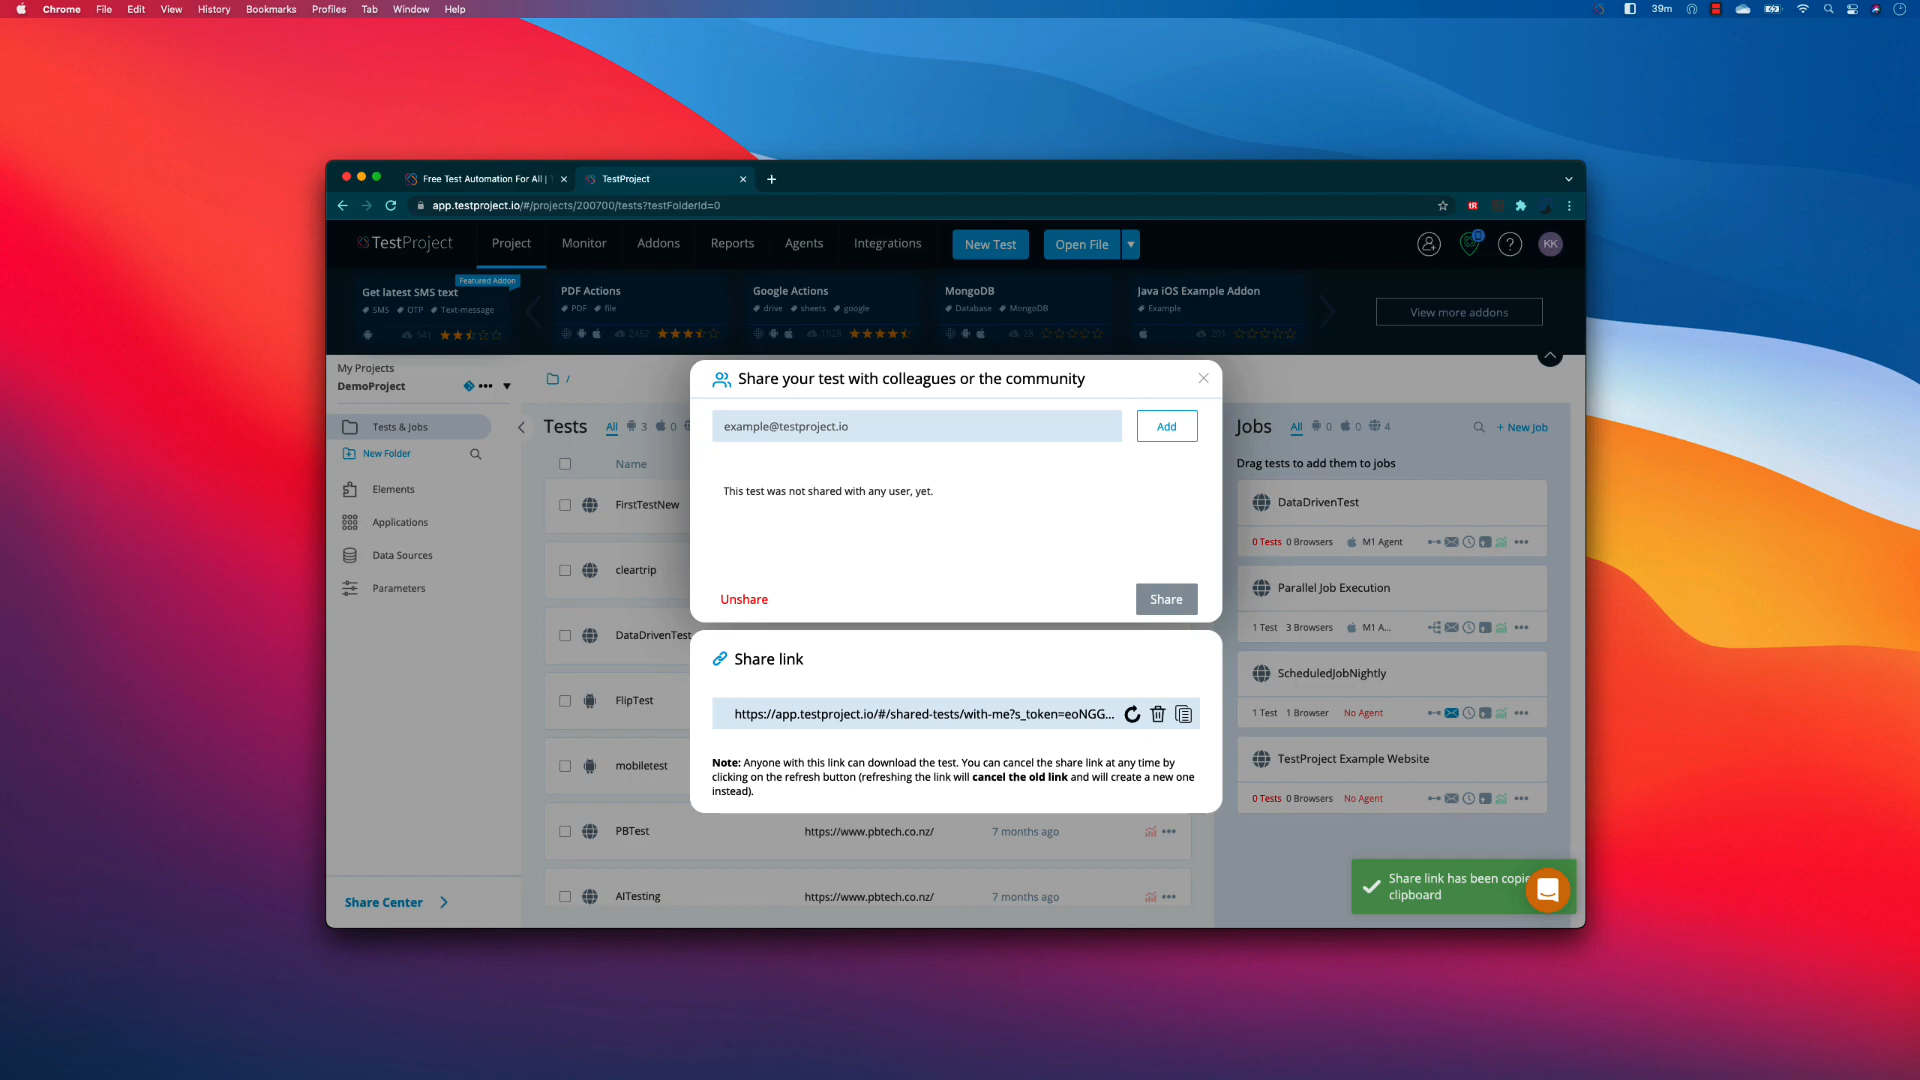 Chrome File Edit View History Bookmarks Profiles Tab Window Help
39m
Free Test Automation For All |
TestProject
app.testproject.io/#/projects/200700/tests?testFolderId=0
tR
TestProject
Project Monitor Addons Reports Agents Integrations
New Test Open File
KK
Featured Addon
Get latest SMS text
SMS OTP Text-message
541
PDF Actions
PDF file
2462
Google Actions
drive sheets google
1028
MongoDB
Database MongoDB
28
Java iOS Example Addon
Example
201
View more addons
My Projects
DemoProject
Tests & Jobs
New Folder
Elements
Applications
Data Sources
Parameters
Share Center
/
Tests All 3 0
Name
FirstTestNew
cleartrip
DataDrivenTest
FlipTest
mobiletest
PBTest https://www.pbtech.co.nz/ 7 months ago
AITesting https://www.pbtech.co.nz/ 7 months ago
Share your test with colleagues or the community
example@testproject.io
Add
This test was not shared with any user, yet.
Unshare
Share
Share link
https://app.testproject.io/#/shared-tests/with-me?s_token=eoNGG...
Note: Anyone with this link can download the test. You can cancel the share link at any time by
clicking on the refresh button (refreshing the link will cancel the old link and will create a new one
instead).
Jobs All 0 0 4
+ New Job
Drag tests to add them to jobs
DataDrivenTest
0 Tests 0 Browsers M1 Agent
Parallel Job Execution
1 Test 3 Browsers M1 A...
ScheduledJobNightly
1 Test 1 Browser No Agent
TestProject Example Website
0 Tests 0 Browsers No Agent
Share link has been copie
clipboard